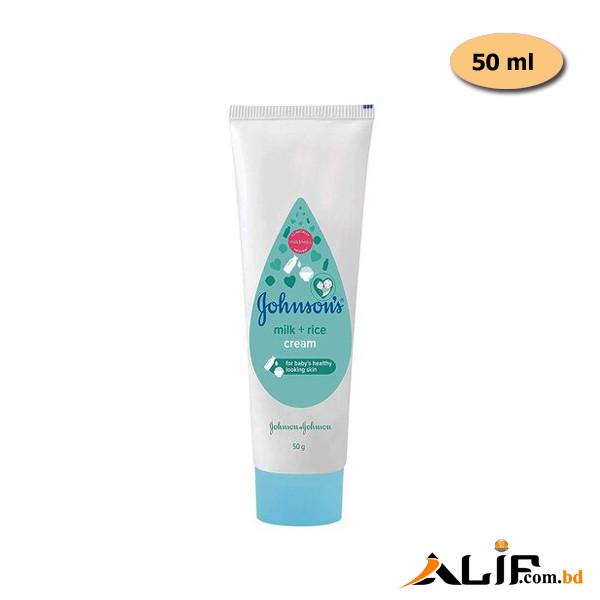 50 ml
Johnson's®
milk + rice
cream
for baby's healthy
looking skin
Johnson & Johnson
50 g
ALIF.com.bd